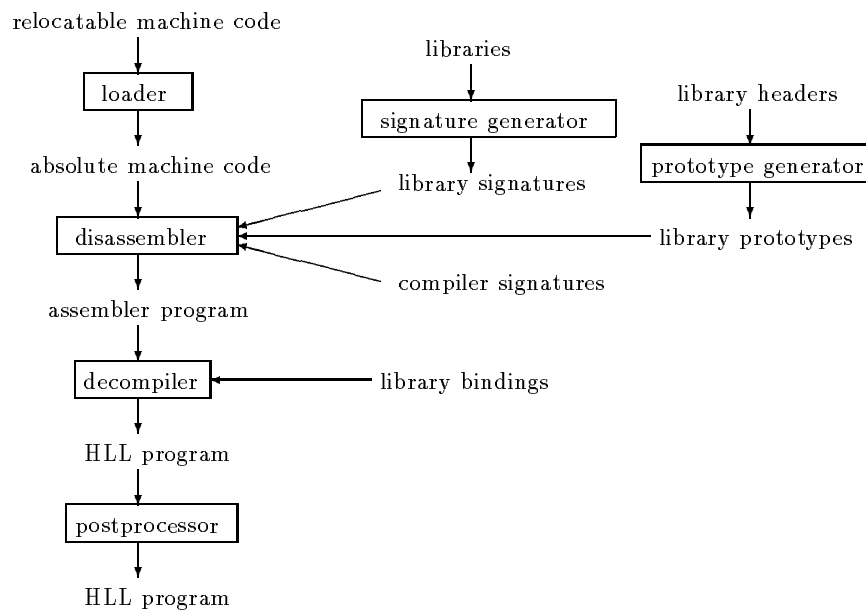 relocatable machine code
libraries
loader
library headers
signature generator
absolute machine code
prototype generator
library signatures
disassembler
library prototypes
compiler signatures
assembler program
decompiler
library bindings
HLL program
postprocessor
HLL program